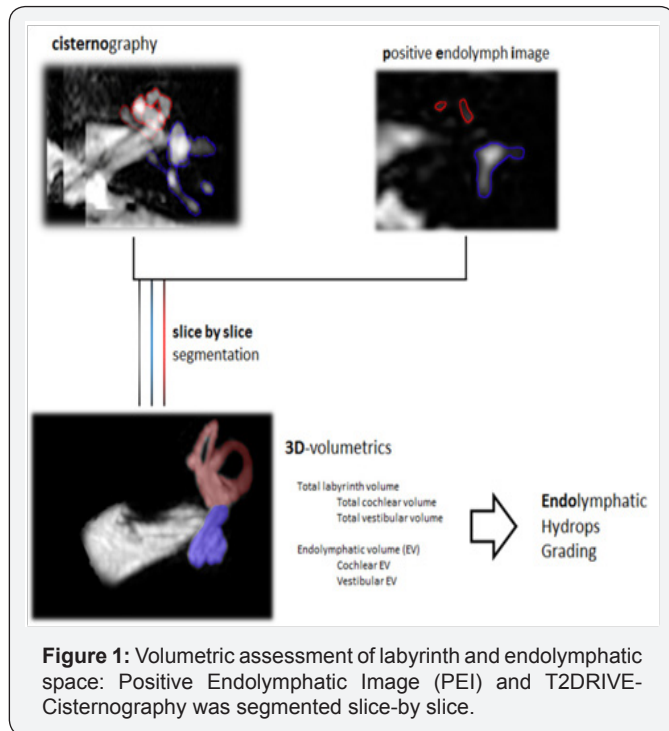 cisternography
positive endolymph image
slice by slice
segmentation
3D-volumetrics
Total labyrinth volume
Total cochlear volume
Total vestibular volume
Endolymphatic volume (EV)
Cochlear EV
Vestibular EV
Endolymphatic
Hydrops
Grading
Figure 1: Volumetric assessment of labyrinth and endolymphatic
space: Positive Endolymphatic Image (PEI) and T2DRIVE-
Cisternography was segmented slice-by slice.